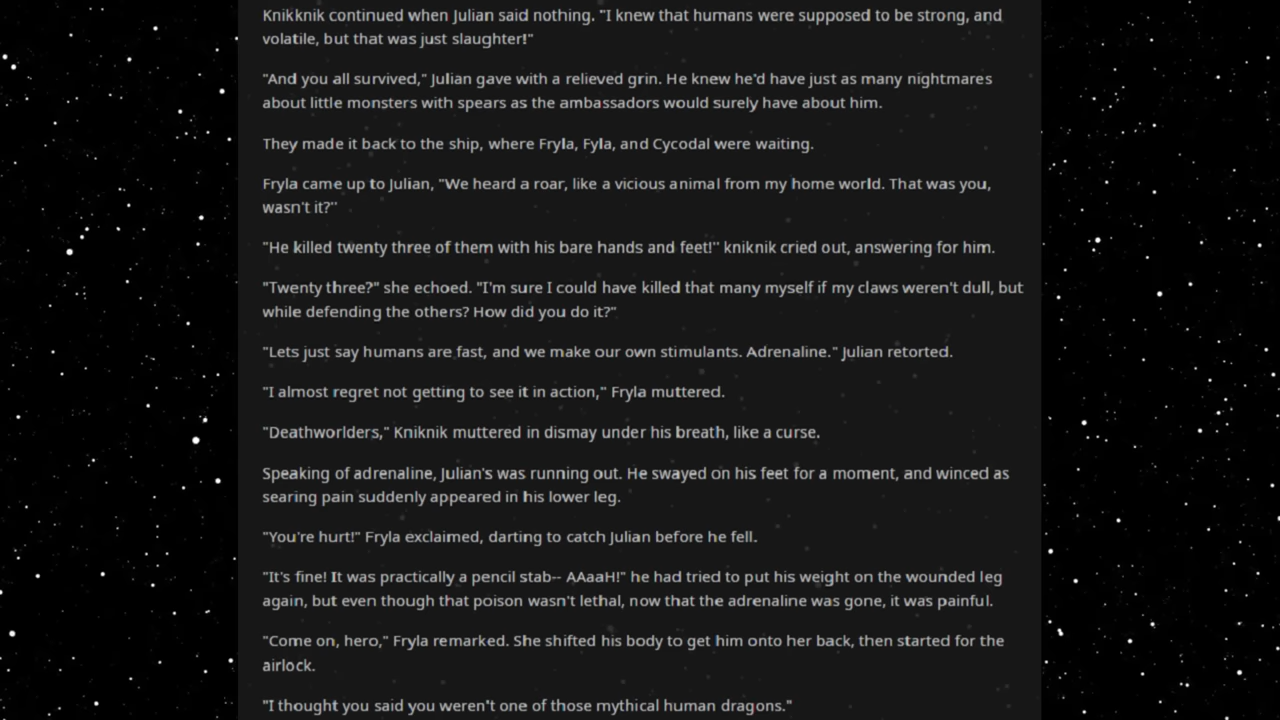 Knikknik continued when Julian said nothing. "I knew that humans were supposed to be strong, and
volatile, but that was just slaughter!"
"And you all survived," Julian gave with a relieved grin. He knew he'd have just as many nightmares
about little monsters with spears as the ambassadors would surely have about him.
They made it back to the ship, where Fryla, Fyla, and Cycodal were waiting.
Fryla came up to Julian, "We heard a roar, like a vicious animal from my home world. That was you,
wasn't it?''
"He killed twenty three of them with his bare hands and feet!'' kniknik cried out, answering for him.
"Twenty three?" she echoed. "I'm sure I could have killed that many myself if my claws weren't dull, but
while defending the others? How did you do it?"
"Lets just say humans are fast, and we make our own stimulants. Adrenaline." Julian retorted.
"I almost regret not getting to see it in action," Fryla muttered.
"Deathworlders," Kniknik muttered in dismay under his breath, like a curse.
Speaking of adrenaline, Julian's was running out. He swayed on his feet for a moment, and winced as
searing pain suddenly appeared in his lower leg.
"You're hurt!" Fryla exclaimed, darting to catch Julian before he fell.
"It's fine! It was practically a pencil stab-- AAaaH!" he had tried to put his weight on the wounded leg
again, but even though that poison wasn't lethal, now that the adrenaline was gone, it was painful.
"Come on, hero," Fryla remarked. She shifted his body to get him onto her back, then started for the
airlock.
"I thought you said you weren't one of those mythical human dragons."